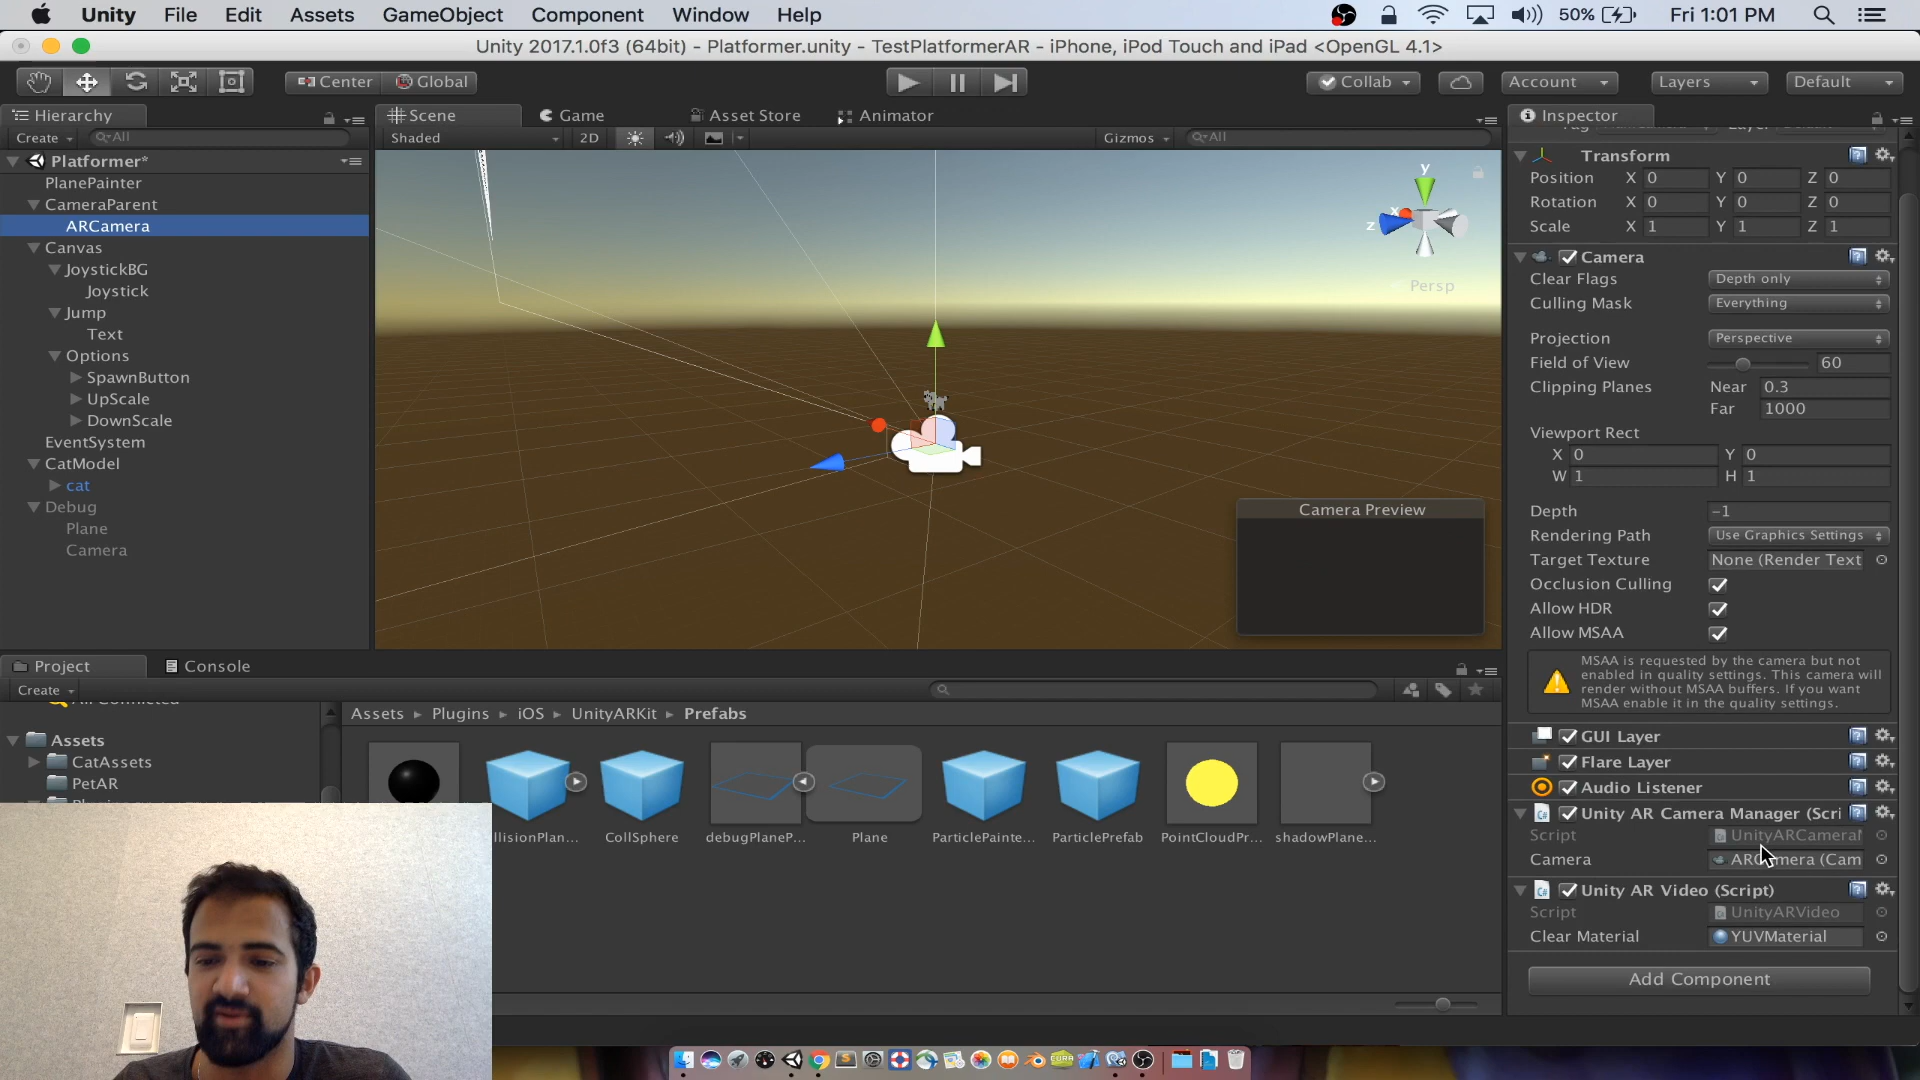 Unity File Edit Assets GameObject Component Window Help 50% Fri 1:01 PM
Unity 2017.1.0f3 (64bit) - Platformer.unity - TestPlatformerAR - iPhone, iPod Touch and iPad <OpenGL 4.1>
Center Global Collab Account Layers Default
Hierarchy
Create All
Platformer*
PlanePainter
CameraParent
ARCamera
Canvas
JoystickBG
Joystick
Jump
Text
Options
SpawnButton
UpScale
DownScale
EventSystem
CatModel
cat
Debug
Plane
Camera
Scene Game Asset Store Animator
Shaded 2D Gizmos All
y
x
z
Persp
Camera Preview
Inspector
Transform
Position X 0 Y 0 Z 0
Rotation X 0 Y 0 Z 0
Scale X 1 Y 1 Z 1
Camera
Clear Flags Depth only
Culling Mask Everything
Projection Perspective
Field of View 60
Clipping Planes Near 0.3
Far 1000
Viewport Rect
X 0 Y 0
W 1 H 1
Depth -1
Rendering Path Use Graphics Settings
Target Texture None (Render Text
Occlusion Culling
Allow HDR
Allow MSAA
MSAA is requested by the camera but not
enabled in quality settings. This camera will
render without MSAA buffers. If you want
MSAA enable it in the quality settings.
GUI Layer
Flare Layer
Audio Listener
Unity AR Camera Manager (Scri
Script UnityARCamera
Camera ARCamera (Cam
Unity AR Video (Script)
Script UnityARVideo
Clear Material YUVMaterial
Add Component
Project Console
Create
Assets
CatAssets
PetAR
Assets Plugins iOS UnityARKit Prefabs
llisionPlan... CollSphere debugPlaneP... Plane ParticlePainte... ParticlePrefab PointCloudPr... shadowPlane...
CURA